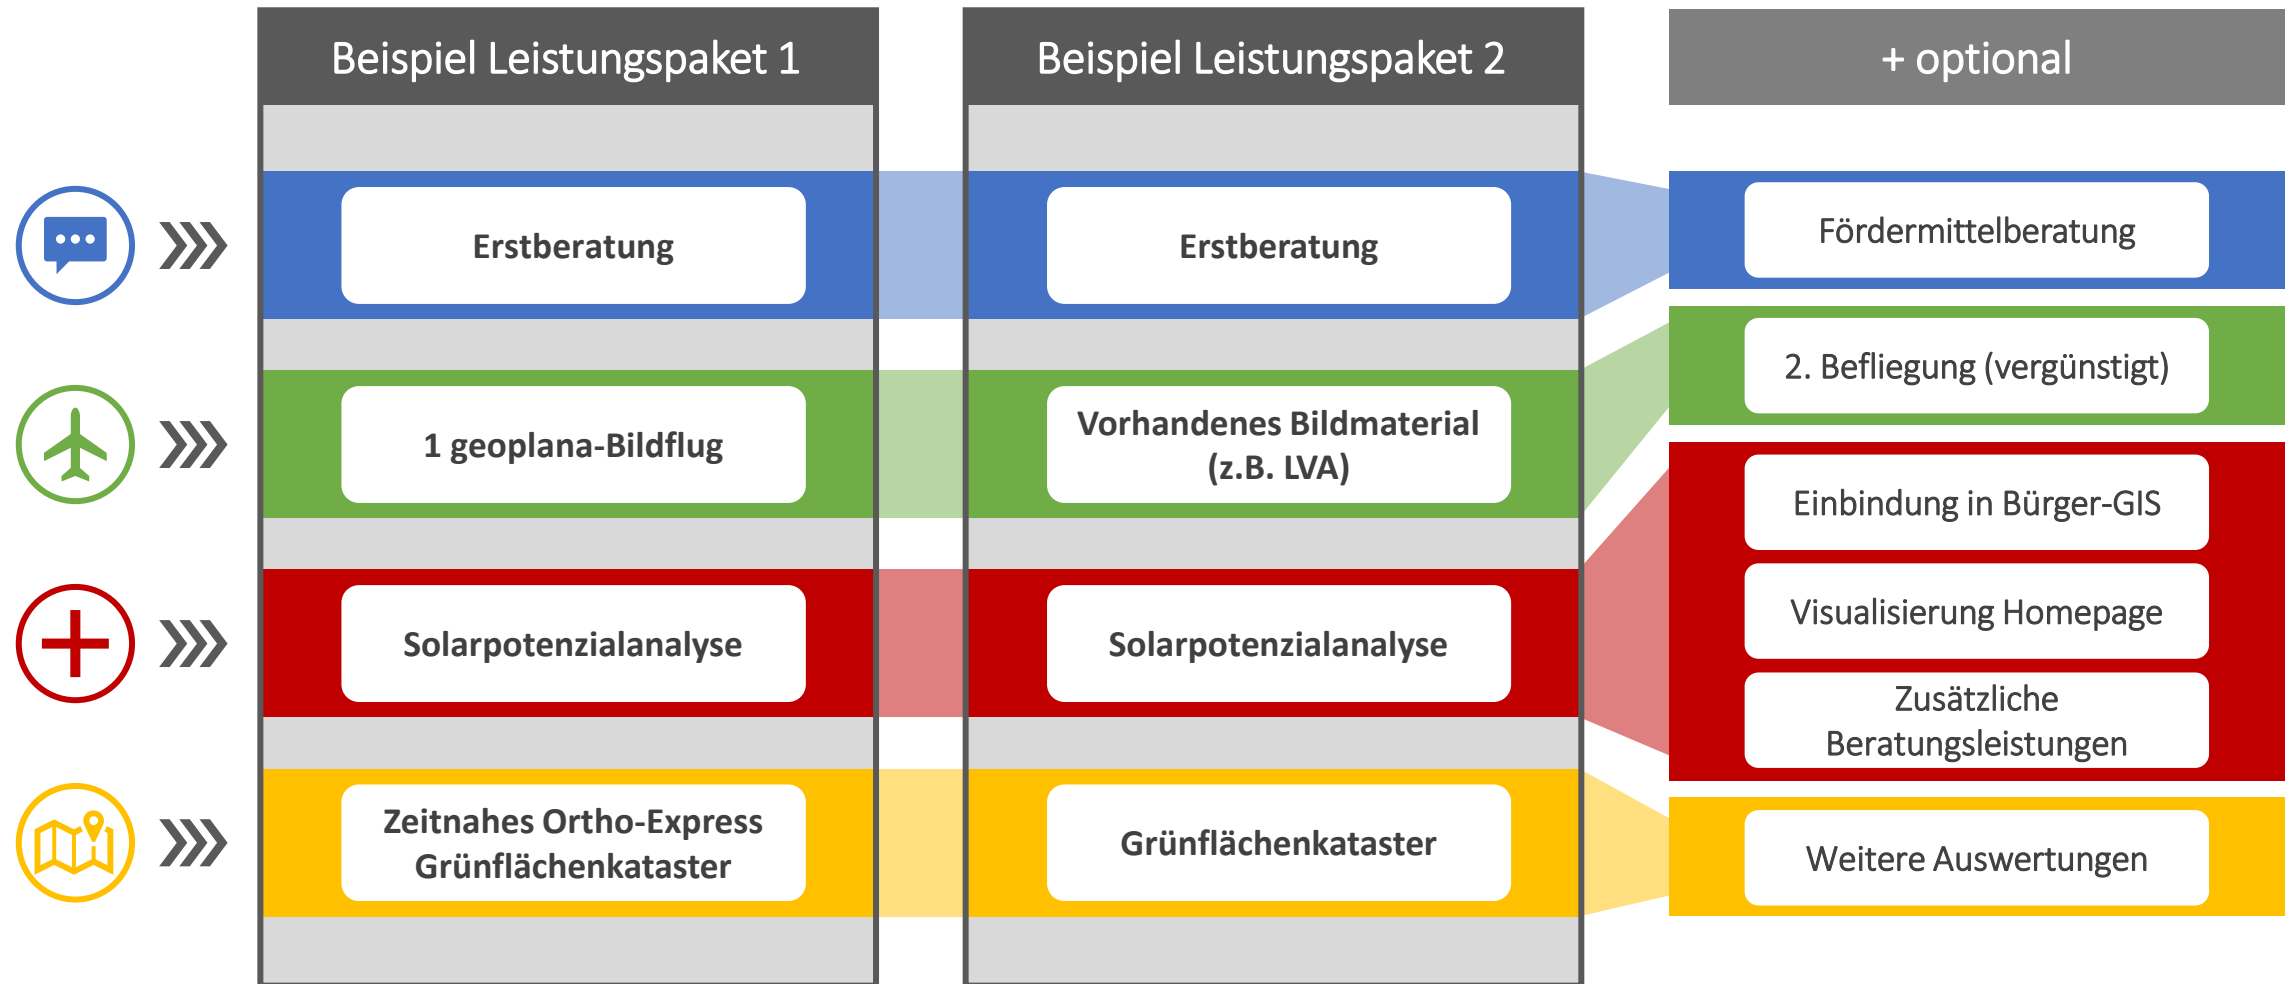 Beispiel Leistungspaket 1
Beispiel Leistungspaket 2
+ optional
Erstberatung
Erstberatung
Fördermittelberatung
1 geoplana-Bildflug
Vorhandenes Bildmaterial
(z.B. LVA)
2. Befliegung (vergünstigt)
Solarpotenzialanalyse
Solarpotenzialanalyse
Einbindung in Bürger-GIS
Visualisierung Homepage
Zusätzliche
Beratungsleistungen
Zeitnahes Ortho-Express
Grünflächenkataster
Grünflächenkataster
Weitere Auswertungen